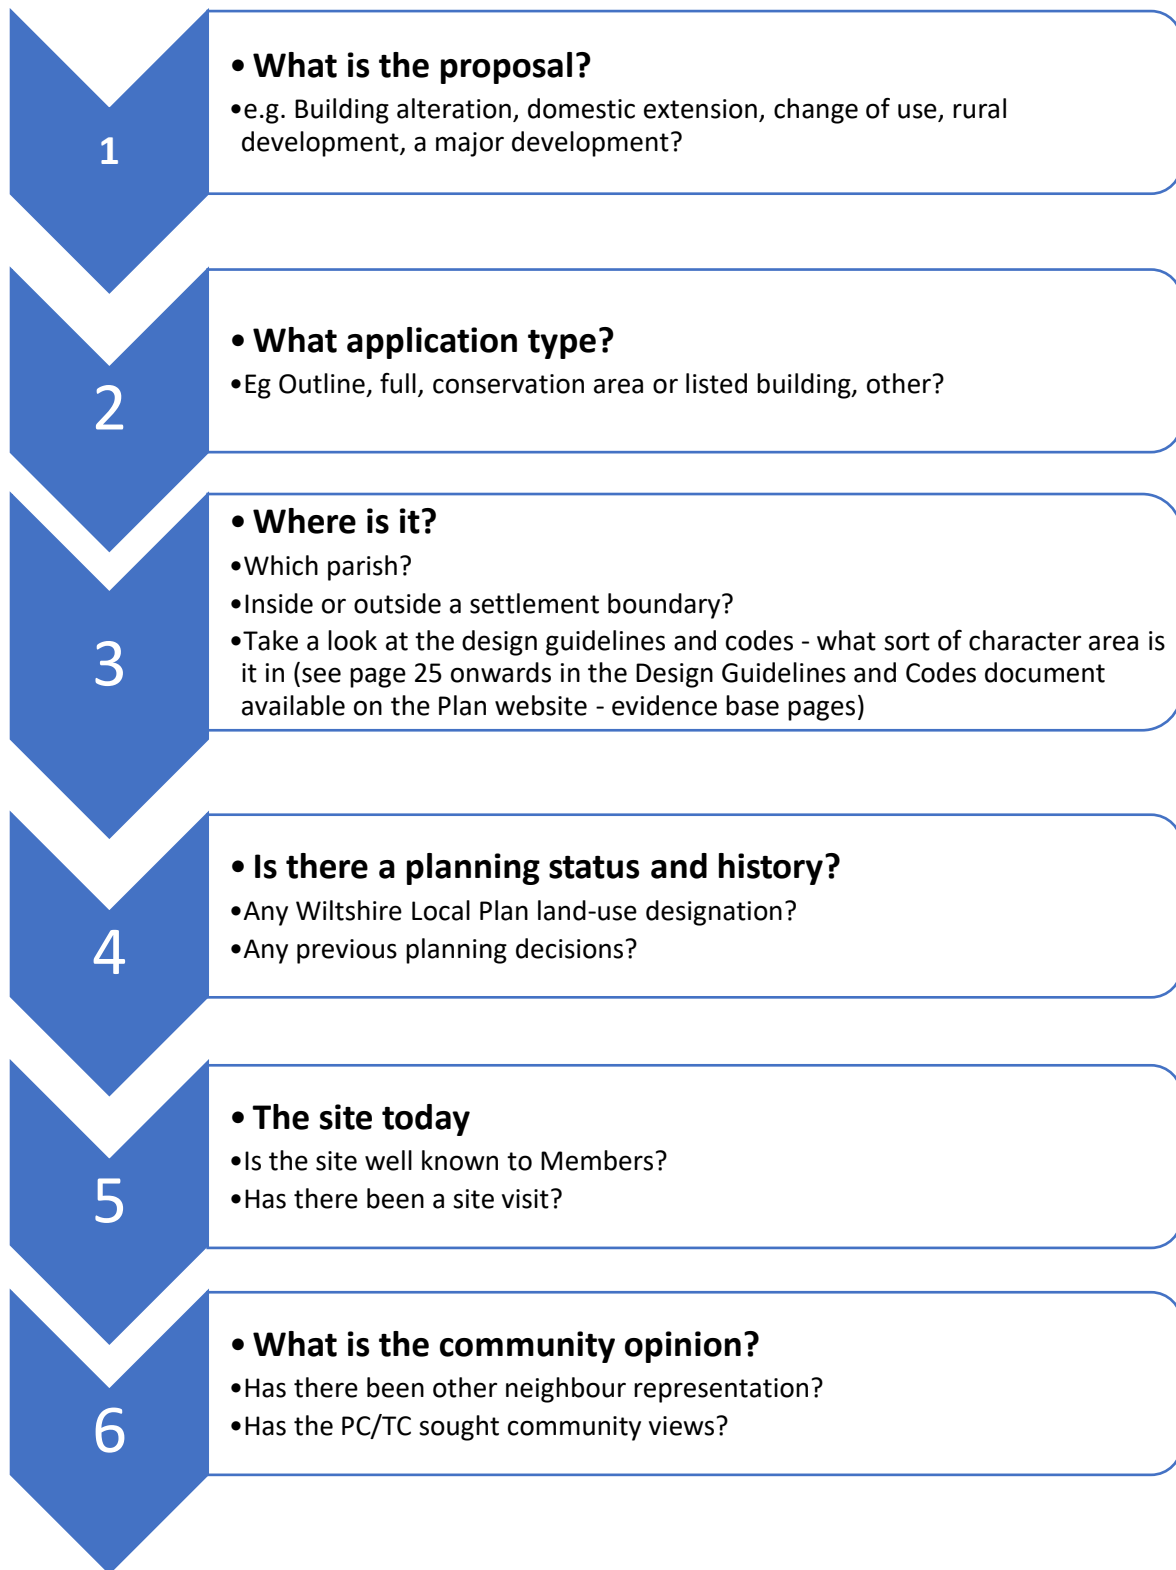 1
• What is the proposal?
•e.g. Building alteration, domestic extension, change of use, rural
development, a major development?
2
• What application type?
•Eg Outline, full, conservation area or listed building, other?
3
• Where is it?
•Which parish?
•Inside or outside a settlement boundary?
•Take a look at the design guidelines and codes - what sort of character area is
it in (see page 25 onwards in the Design Guidelines and Codes document
available on the Plan website - evidence base pages)
4
• Is there a planning status and history?
•Any Wiltshire Local Plan land-use designation?
•Any previous planning decisions?
5
• The site today
•Is the site well known to Members?
•Has there been a site visit?
6
• What is the community opinion?
•Has there been other neighbour representation?
•Has the PC/TC sought community views?